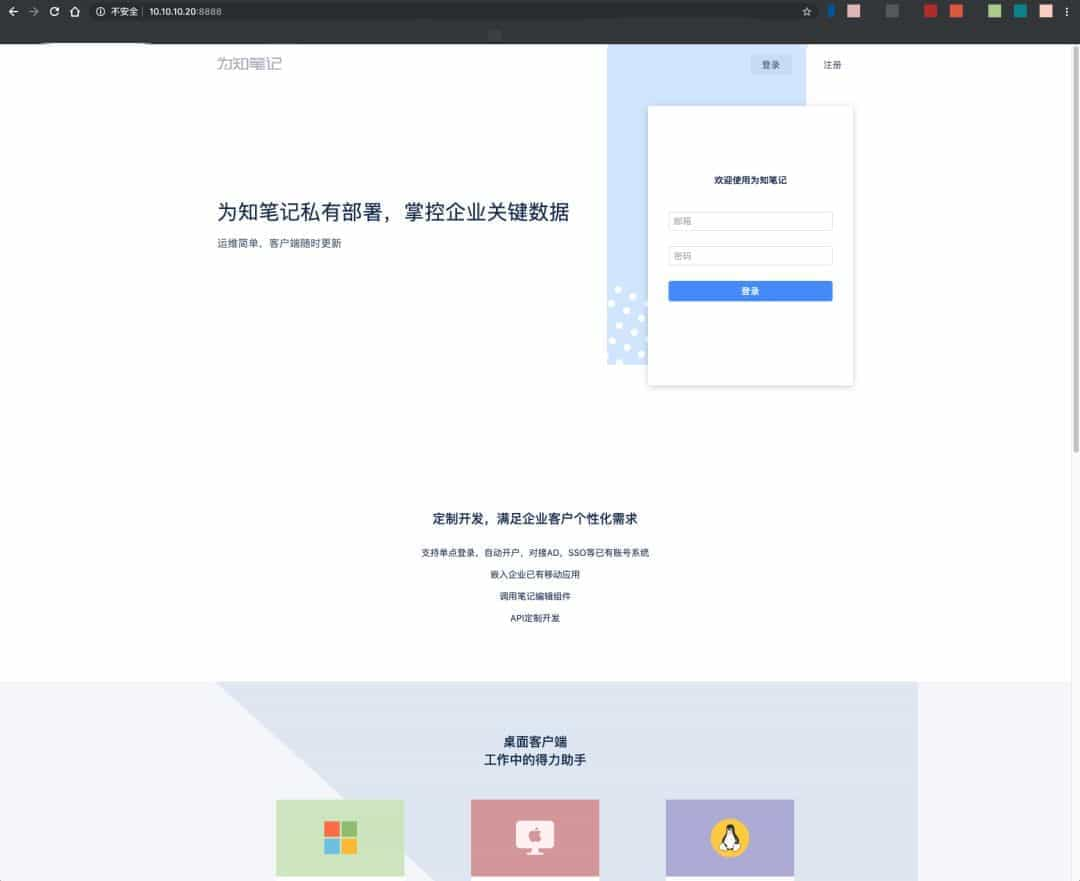 不安全 | 10.10.10.20:8888
为知笔记
登录
注册
欢迎使用为知笔记
为知笔记私有部署，掌控企业关键数据
运维简单、客户端随时更新
邮箱
密码
登录
定制开发，满足企业客户个性化需求
支持单点登录，自动开户，对接AD，SSO等已有账号系统
嵌入企业已有移动应用
调用笔记编辑组件
API定制开发
桌面客户端
工作中的得力助手